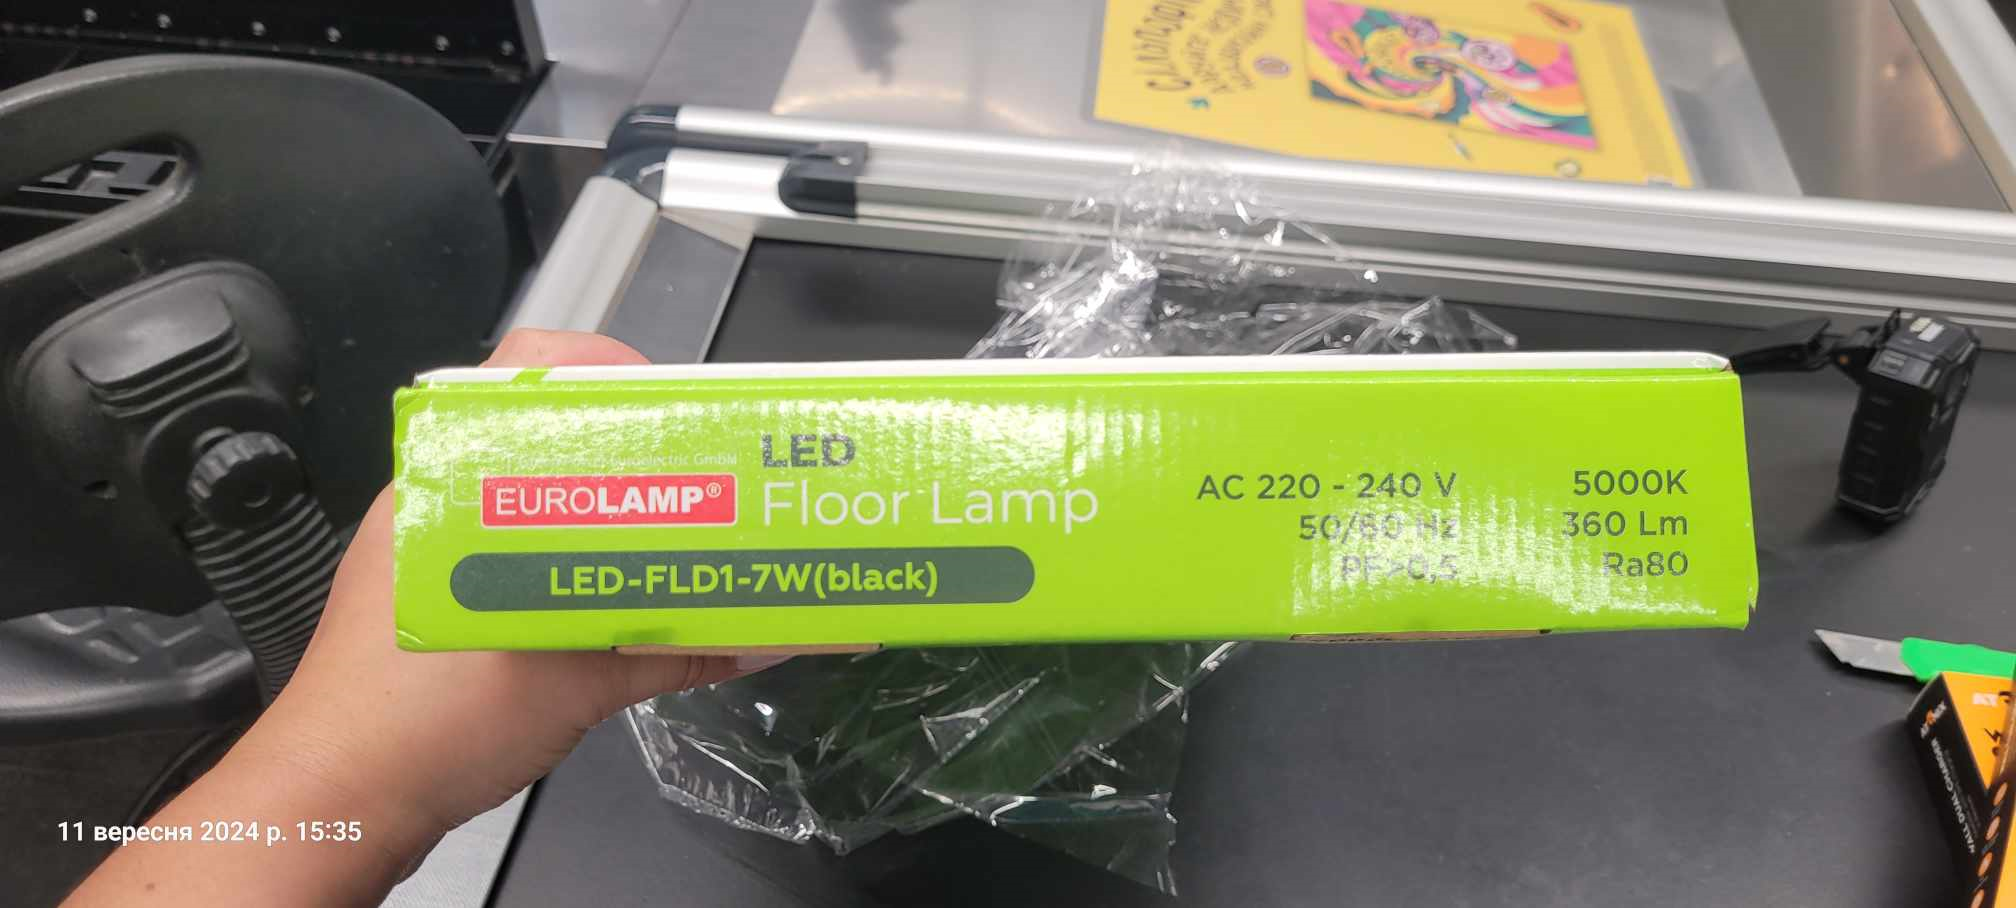 LED
EUROLAMP®
Floor Lamp
LED-FLD1-7W(black)
AC 220 - 240 V
50/60 Hz
PF>0,5
5000K
360 Lm
Ra80
11 вересня 2024 р. 15:35